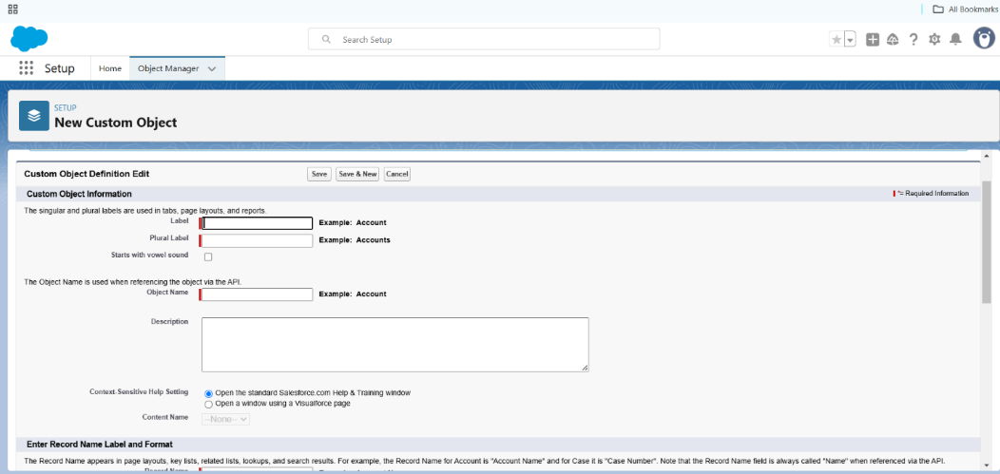 All Bookmarks
Search Setup
Setup Home Object Manager
SETUP
New Custom Object
Custom Object Definition Edit Save Save & New Cancel
Custom Object Information *= Required Information
The singular and plural labels are used in tabs, page layouts, and reports.
Label Example: Account
Plural Label Example: Accounts
Starts with vowel sound
The Object Name is used when referencing the object via the API.
Object Name Example: Account
Description
Context-Sensitive Help Setting Open the standard Salesforce.com Help & Training window
Open a window using a Visualforce page
Content Name --None--
Enter Record Name Label and Format
The Record Name appears in page layouts, key lists, related lists, lookups, and search results. For example, the Record Name for Account is "Account Name" and for Case it is "Case Number". Note that the Record Name field is always called "Name" when referenced via the API.
Record Name